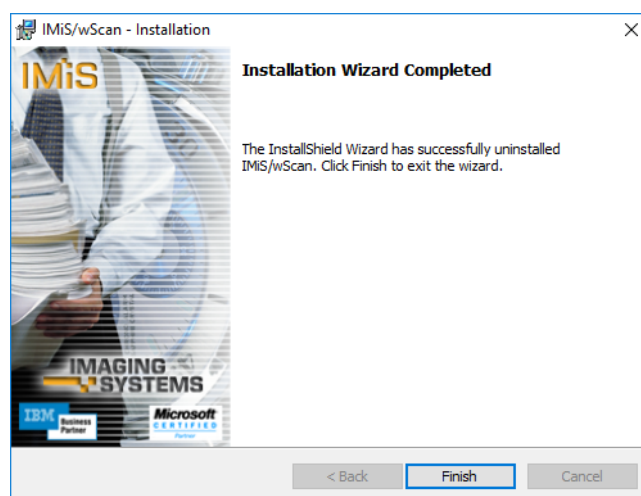 IMiS/wScan - Installation
IMiS
Installation Wizard Completed
The InstallShield Wizard has successfully uninstalled
IMiS/wScan. Click Finish to exit the wizard.
IMAGING
SYSTEMS
IBM
Business
Partner
Microsoft
CERTIFIED
Partner
< Back
Finish
Cancel